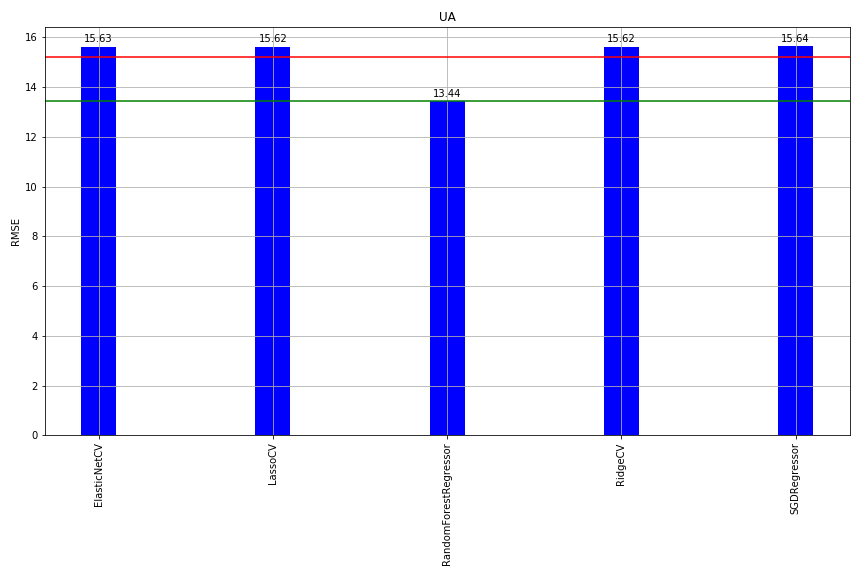 UA
15.63
15.62
13.44
15.62
15.64
RMSE
16
14
12
10
8
6
4
2
0
ElasticNetCV
LassoCV
RandomForestRegressor
RidgeCV
SGDRegressor